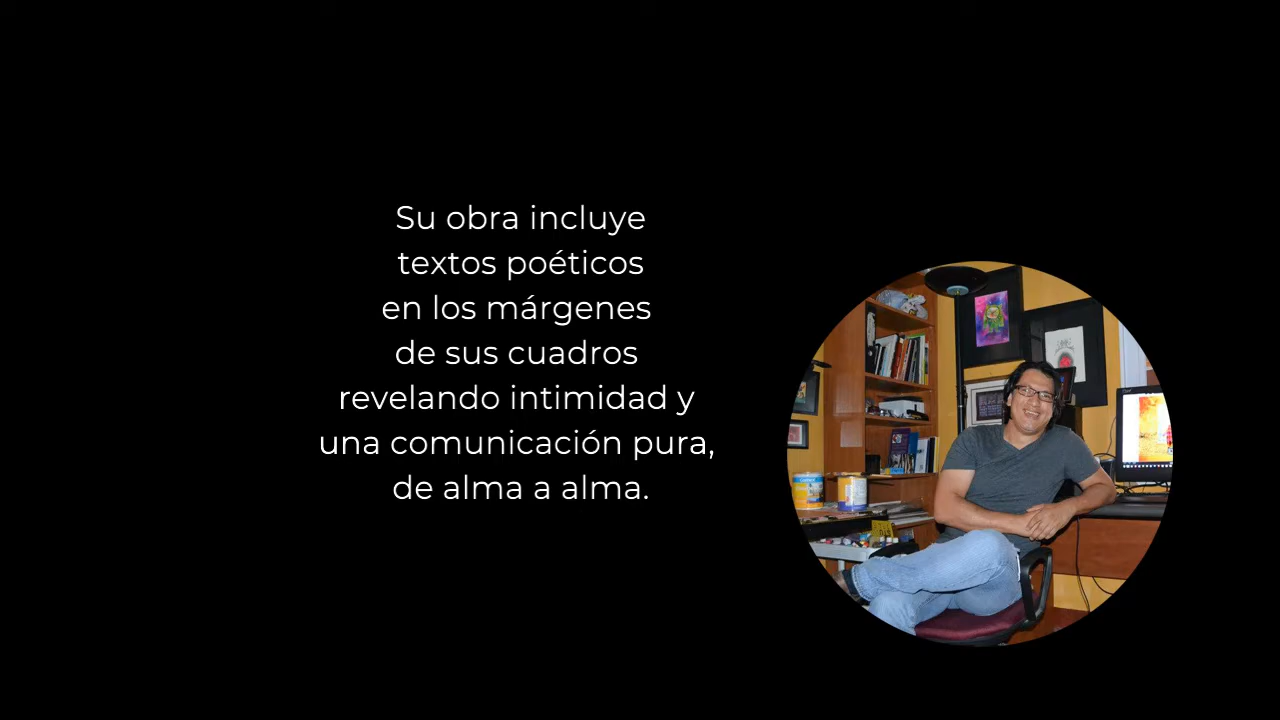 Su obra incluye
textos poéticos
en los márgenes
de sus cuadros
revelando intimidad y
una comunicación pura,
de alma a alma.